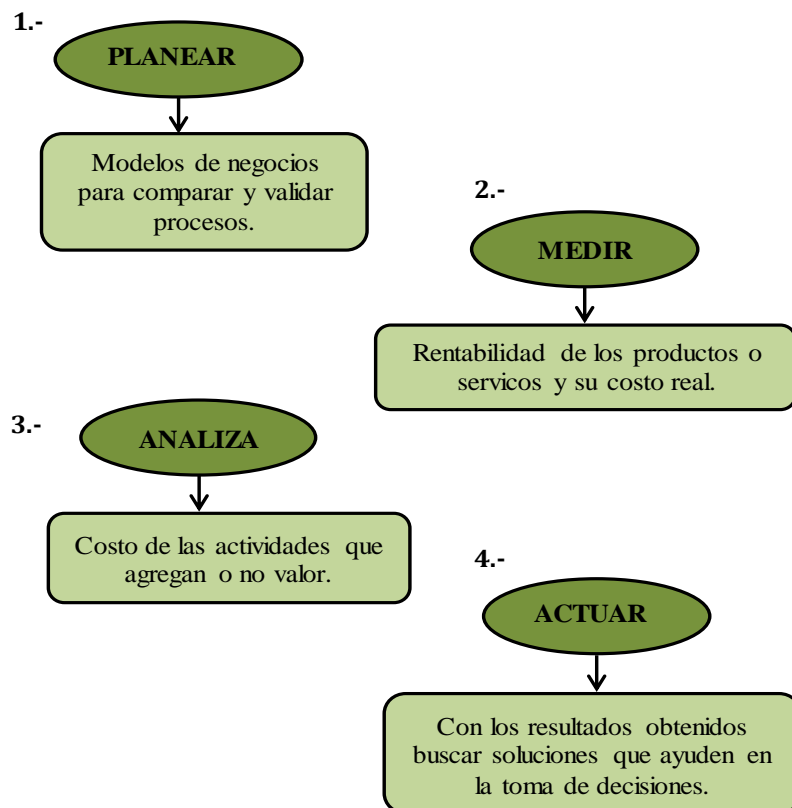 1.-
PLANEAR
Modelos de negocios
para comparar y validar
procesos.
2.-
MEDIR
Rentabilidad de los productos o
servicos y su costo real.
3.-
ANALIZA
Costo de las actividades que
agregan o no valor.
4.-
ACTUAR
Con los resultados obtenidos
buscar soluciones que ayuden en
la toma de decisiones.